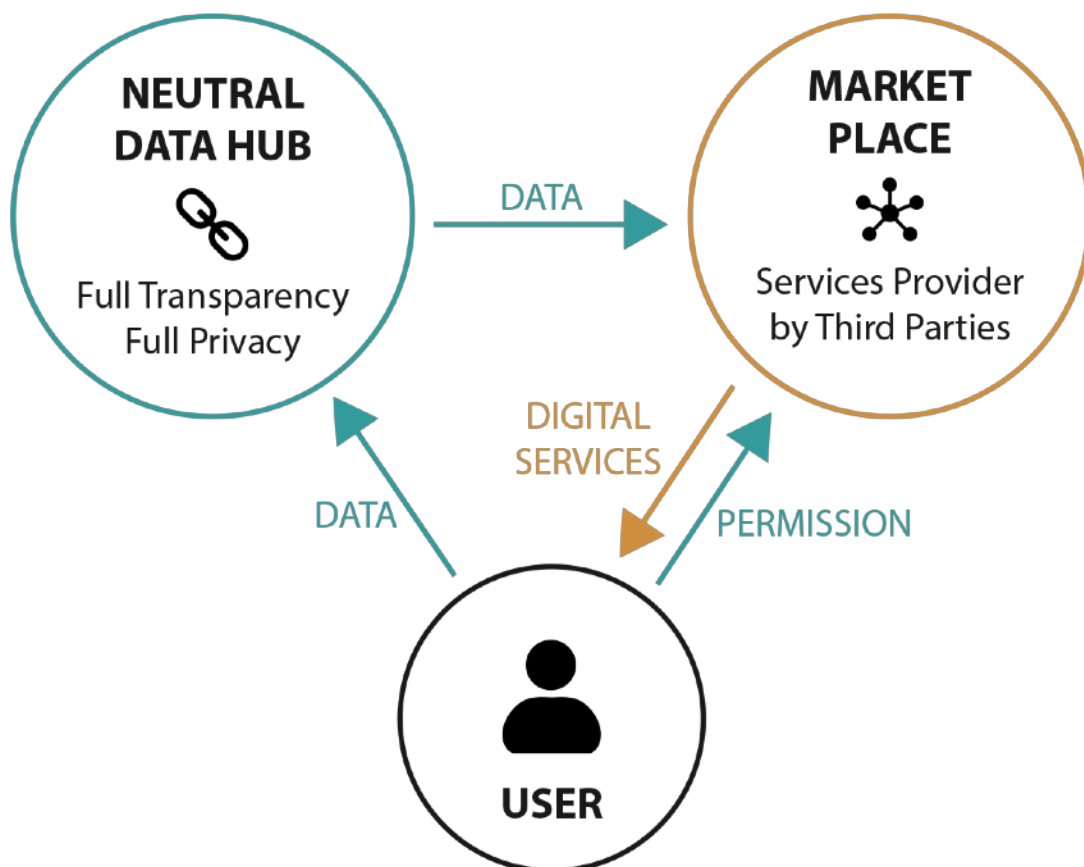 NEUTRAL
DATA HUB
Full Transparency
Full Privacy
DATA
MARKET
PLACE
Services Provider
by Third Parties
DIGITAL
SERVICES
DATA
PERMISSION
USER